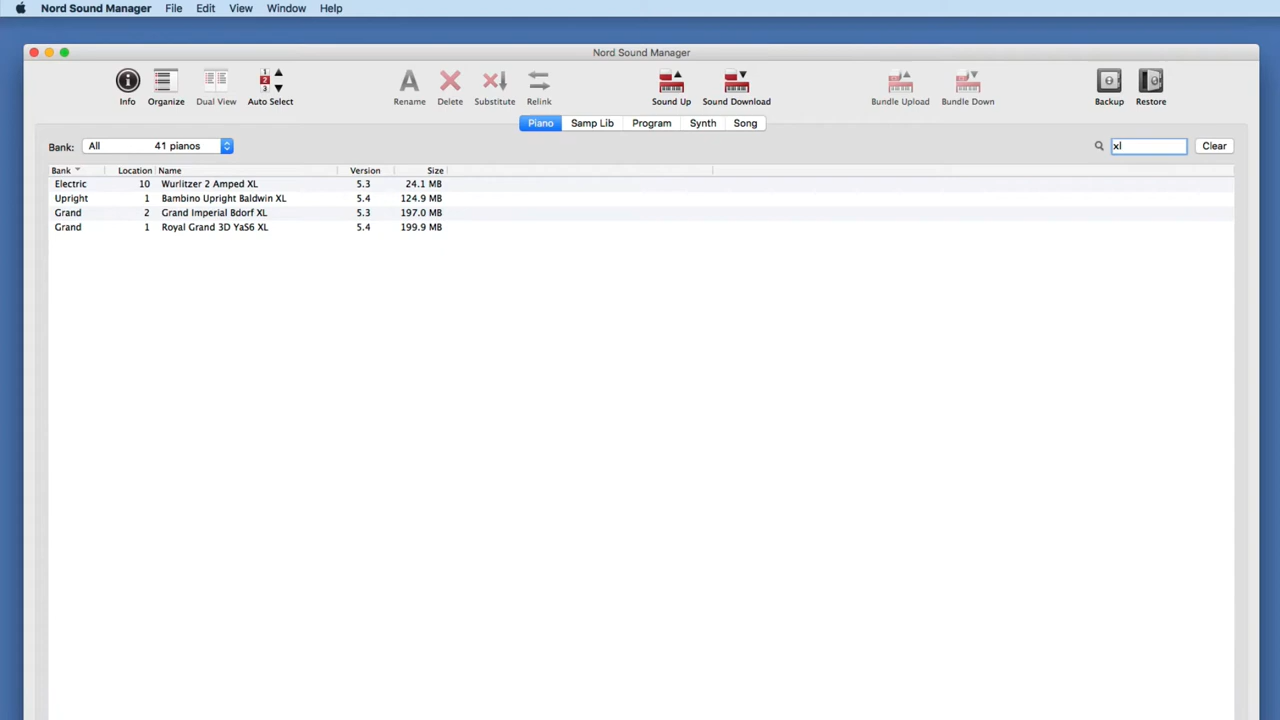 Nord Sound Manager File Edit View Window Help
Nord Sound Manager
1 2 3
Info Organize Dual View Auto Select Rename Delete Substitute Relink Sound Up Sound Download Bundle Upload Bundle Down Backup Restore
Piano Samp Lib Program Synth Song
Bank: All 41 pianos xl Clear
Bank Location Name Version Size
Electric 10 Wurlitzer 2 Amped XL 5.3 24.1 MB
Upright 1 Bambino Upright Baldwin XL 5.4 124.9 MB
Grand 2 Grand Imperial Bdorf XL 5.3 197.0 MB
Grand 1 Royal Grand 3D YaS6 XL 5.4 199.9 MB